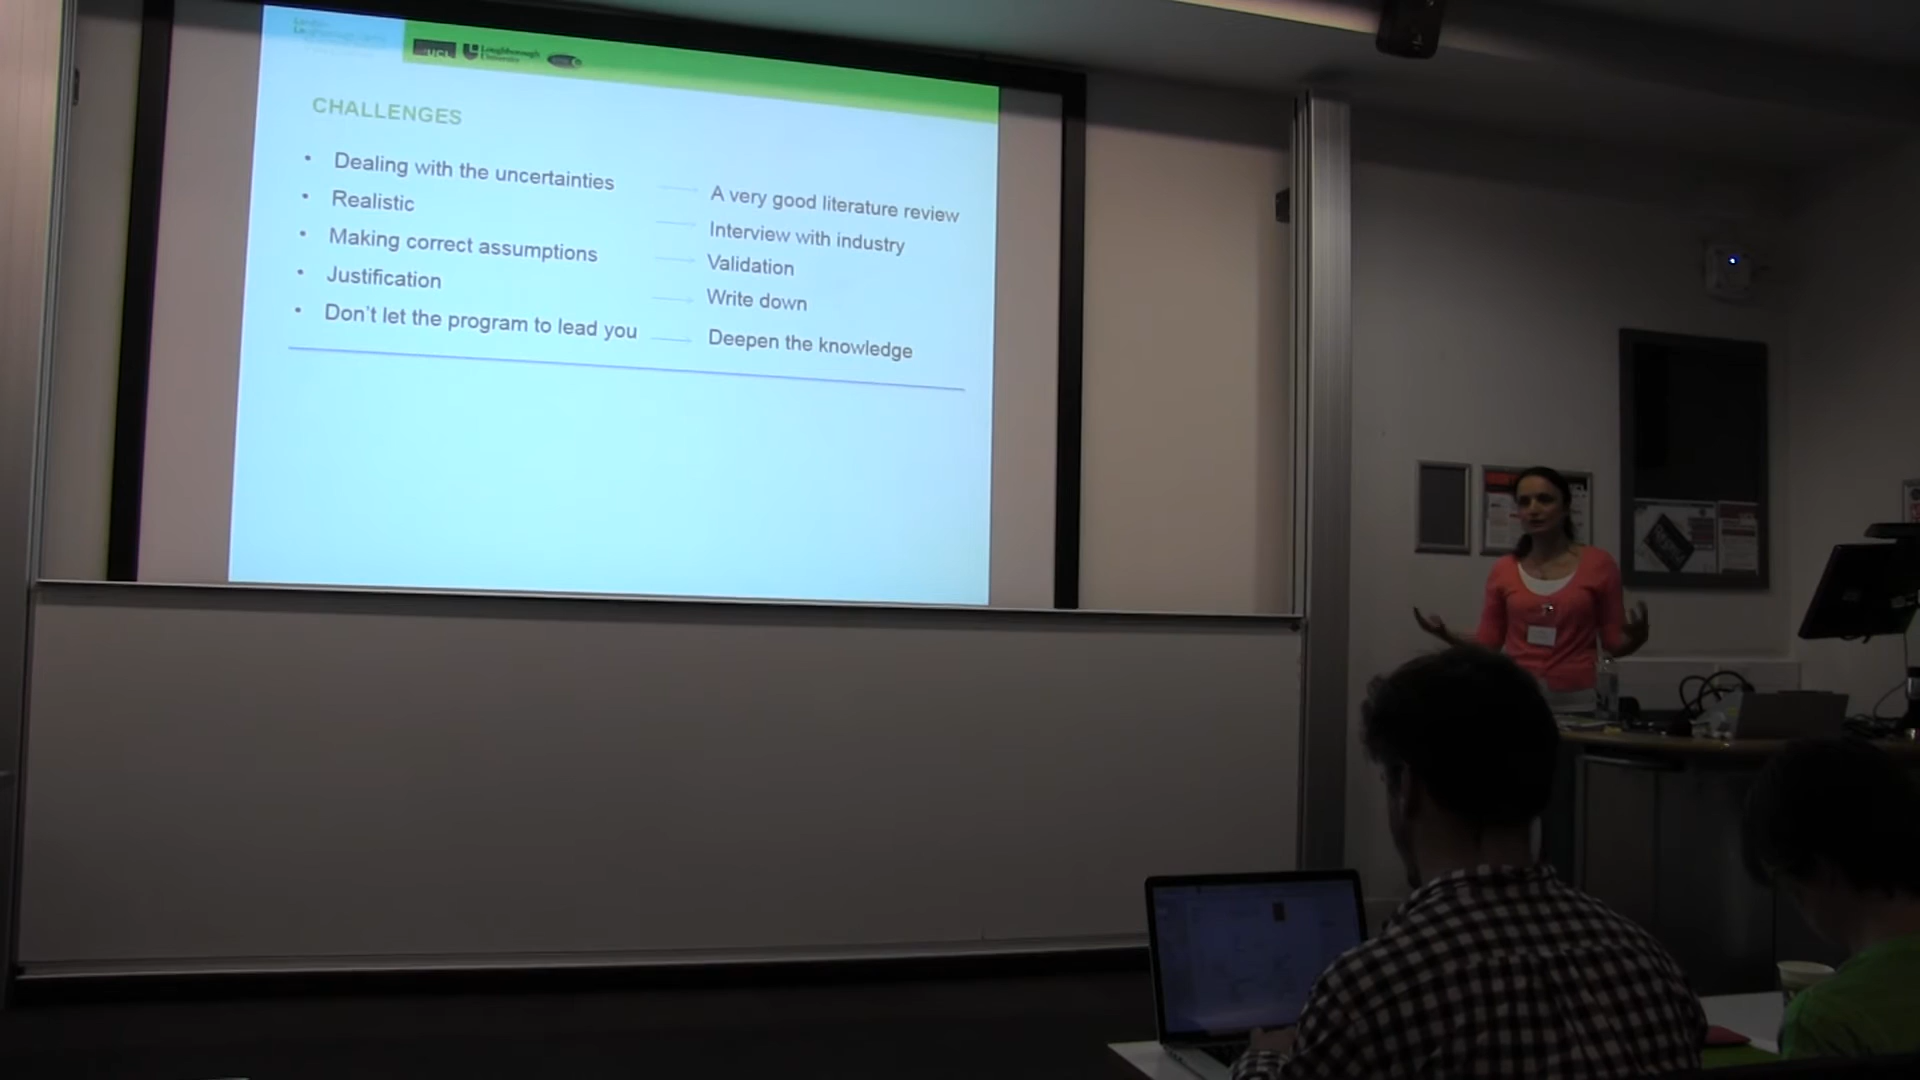 UCL
Loughborough
University
CHALLENGES
• Dealing with the uncertainties
A very good literature review
• Realistic
Interview with industry
• Making correct assumptions
Validation
• Justification
Write down
• Don't let the program to lead you
Deepen the knowledge